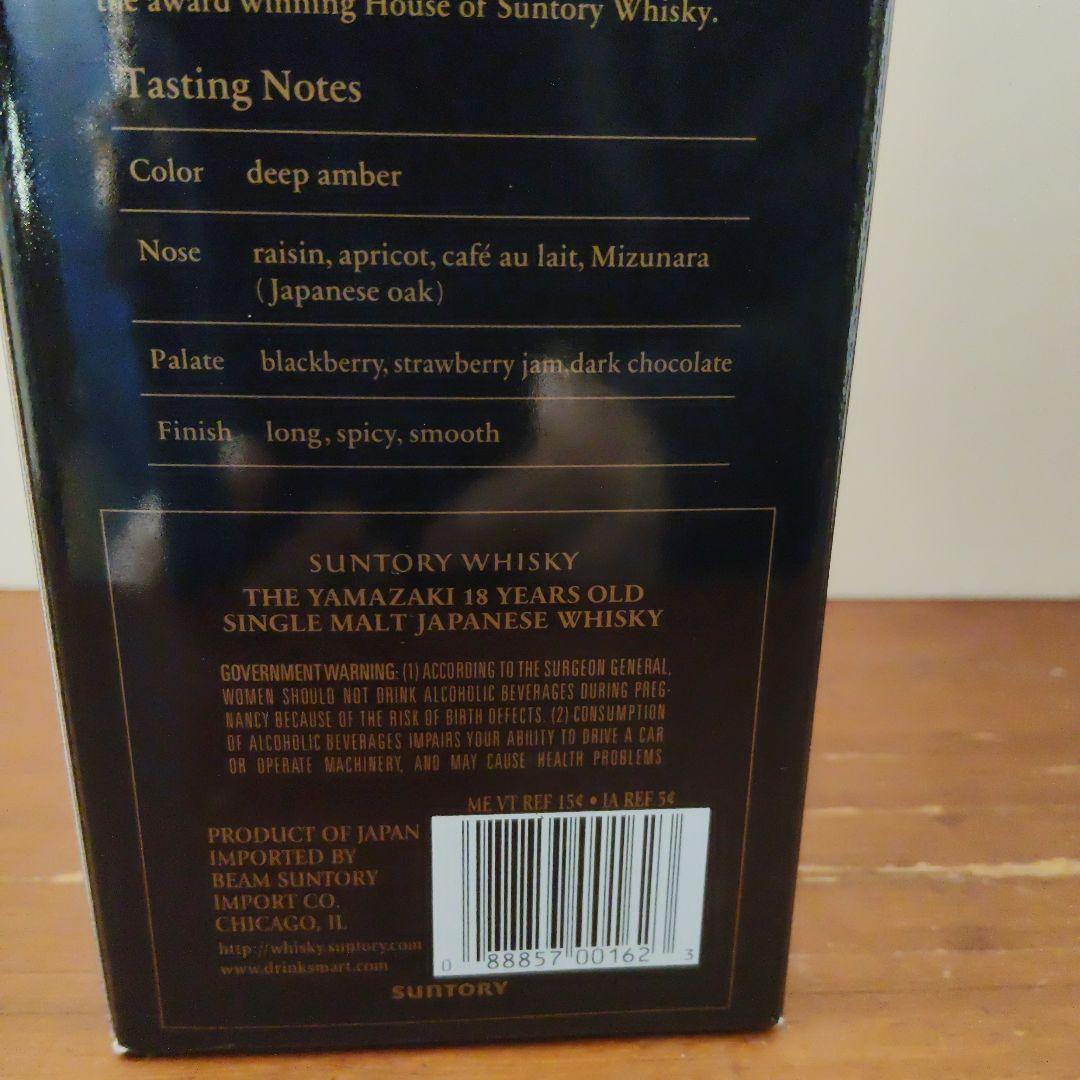 the award winning House of Suntory Whisky.
Tasting Notes
Color deep amber
Nose raisin, apricot, café au lait, Mizunara
(Japanese oak)
Palate blackberry, strawberry jam,dark chocolate
Finish long, spicy, smooth
SUNTORY WHISKY
THE YAMAZAKI 18 YEARS OLD
SINGLE MALT JAPANESE WHISKY
GOVERNMENT WARNING: (1) ACCORDING TO THE SURGEON GENERAL,
WOMEN SHOULD NOT DRINK ALCOHOLIC BEVERAGES DURING PREG-
NANCY BECAUSE OF THE RISK OF BIRTH DEFECTS. (2) CONSUMPTION
OF ALCOHOLIC BEVERAGES IMPAIRS YOUR ABILITY TO DRIVE A CAR
OR OPERATE MACHINERY, AND MAY CAUSE HEALTH PROBLEMS
ME VT REF 15¢ • IA REF 5¢
PRODUCT OF JAPAN
IMPORTED BY
BEAM SUNTORY
IMPORT CO.
CHICAGO, IL
http://whisky.suntory.com
www.drinksmart.com
0 88857 00162 3
SUNTORY